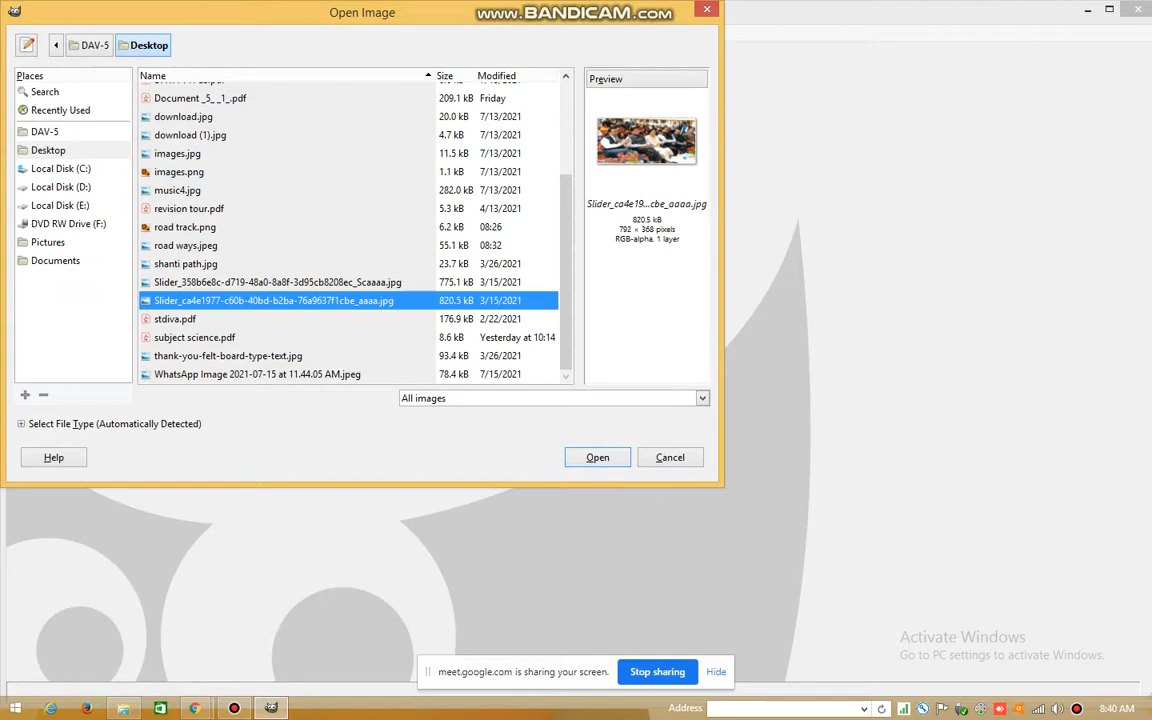 Open Image
www.BANDICAM.com
DAV-5
Desktop
Places
Search
Recently Used
DAV-5
Desktop
Local Disk (C:)
Local Disk (D:)
Local Disk (E:)
DVD RW Drive (F:)
Pictures
Documents
Name Size Modified
Document _5_ _1_.pdf 209.1 kB Friday
download.jpg 20.0 kB 7/13/2021
download (1).jpg 4.7 kB 7/13/2021
images.jpg 11.5 kB 7/13/2021
images.png 1.1 kB 7/13/2021
music4.jpg 282.0 kB 7/13/2021
revision tour.pdf 5.3 kB 4/13/2021
road track.png 6.2 kB 08:26
road ways.jpeg 55.1 kB 08:32
shanti path.jpg 23.7 kB 3/26/2021
Slider_358b6e8c-d719-48a0-8a8f-3d95cb8208ec_Scaaaa.jpg 775.1 kB 3/15/2021
Slider_ca4e1977-c60b-40bd-b2ba-76a9637f1cbe_aaaa.jpg 820.5 kB 3/15/2021
stdiva.pdf 176.9 kB 2/22/2021
subject science.pdf 8.6 kB Yesterday at 10:14
thank-you-felt-board-type-text.jpg 93.4 kB 3/26/2021
WhatsApp Image 2021-07-15 at 11.44.05 AM.jpeg 78.4 kB 7/15/2021
Preview
Slider_ca4e19...cbe_aaaa.jpg
820.5 kB
792 × 368 pixels
RGB-alpha, 1 layer
All images
Select File Type (Automatically Detected)
Help
Open
Cancel
Activate Windows
Go to PC settings to activate Windows.
meet.google.com is sharing your screen.
Stop sharing
Hide
Address
8:40 AM